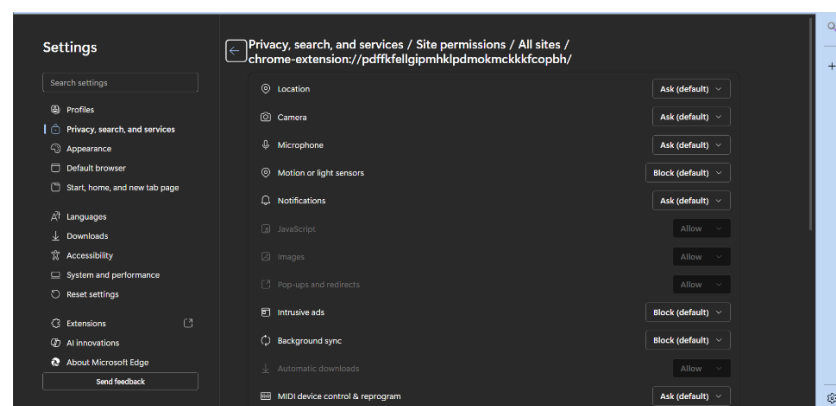 Settings
Search settings
Profiles
Privacy, search, and services
Appearance
Default browser
Start, home, and new tab page
Languages
Downloads
Accessibility
System and performance
Reset settings
Extensions
AI innovations
About Microsoft Edge
Send feedback
Privacy, search, and services / Site permissions / All sites /
chrome-extension://pdffkfellgipmhklpdmokmckkkfcopbh/
Location Ask (default)
Camera Ask (default)
Microphone Ask (default)
Motion or light sensors Block (default)
Notifications Ask (default)
JavaScript Allow
Images Allow
Pop-ups and redirects Allow
Intrusive ads Block (default)
Background sync Block (default)
Automatic downloads Allow
MIDI device control & reprogram Ask (default)